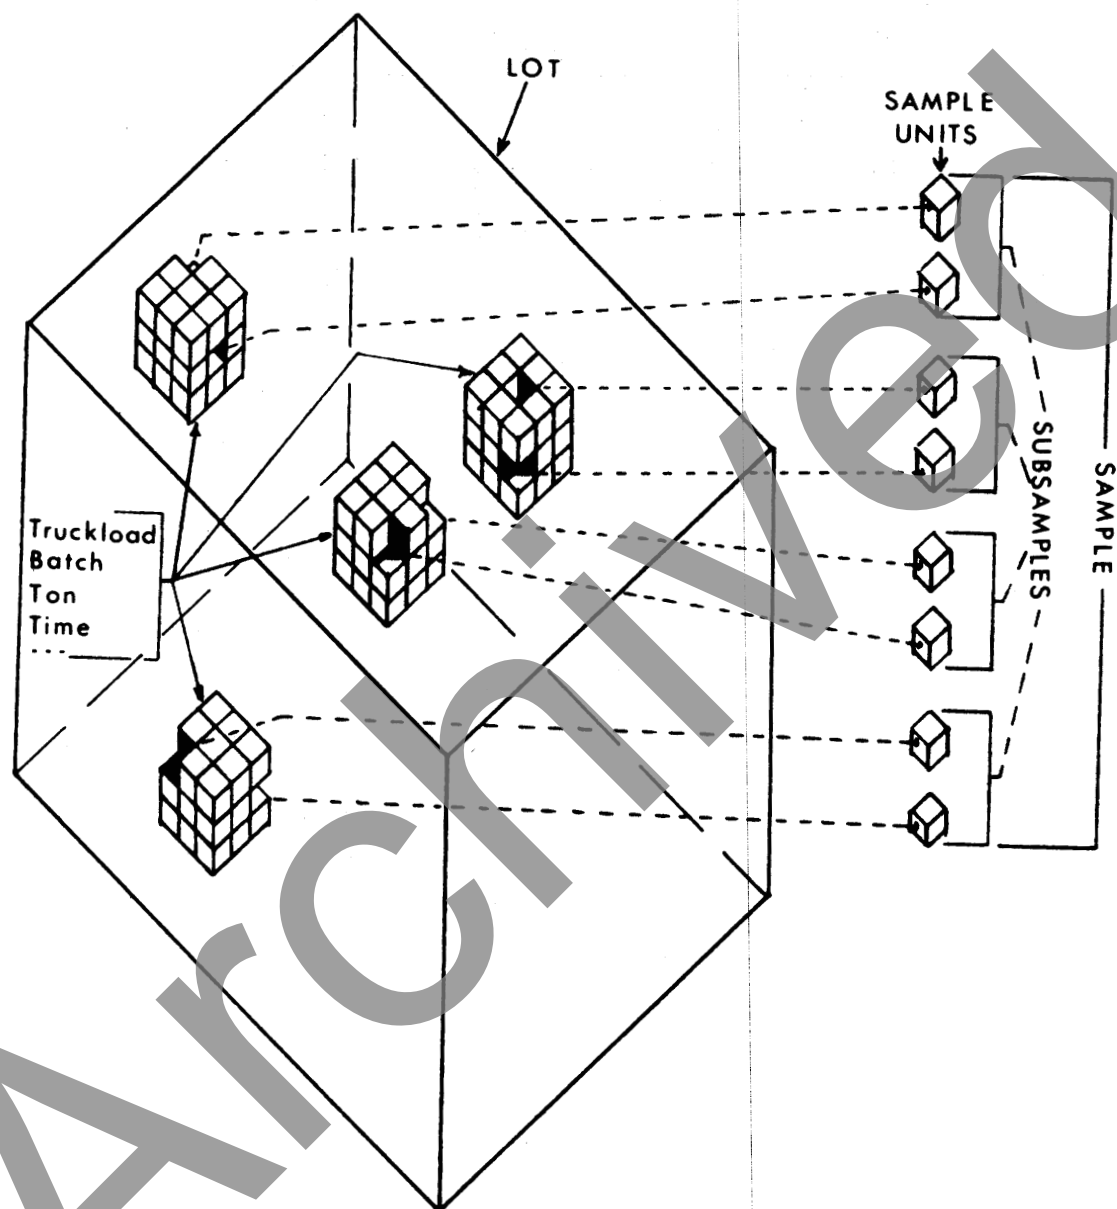 LOT
SAMPLE
UNITS
Truckload
Batch
Ton
Time
...
SUBSAMPLES
SAMPLE
Archived